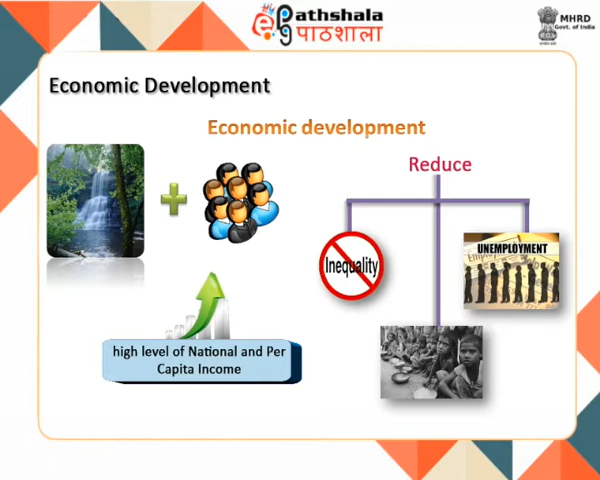 Pathshala
पाठशाला
MHRD
Govt. of India
Economic Development
Economic development
Reduce
Inequality
UNEMPLOYMENT
high level of National and Per
Capita Income